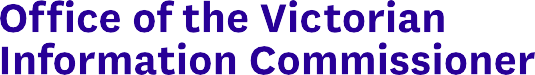 Office of the Victorian
Information Commissioner